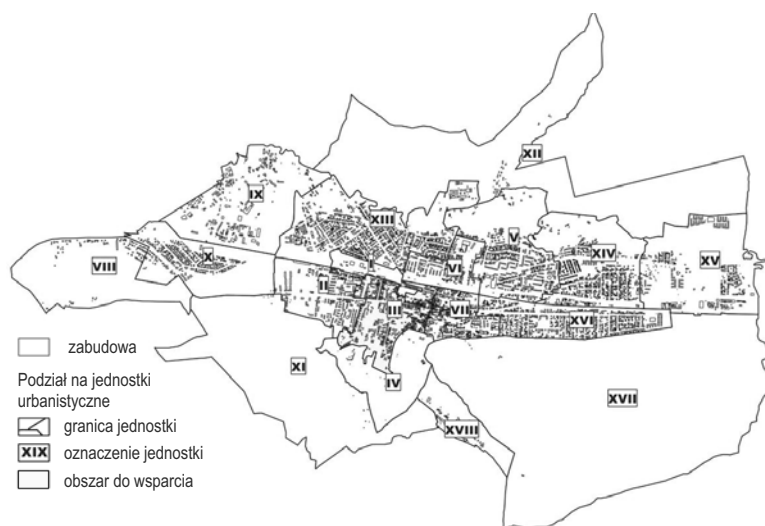 XII
IX
XIII
V
XIV
XV
VIII
X
VI
I
II
III
VII
XVI
XI
IV
XVII
XVIII
zabudowa
Podział na jednostki
urbanistyczne
granica jednostki
XIX oznaczenie jednostki
obszar do wsparcia